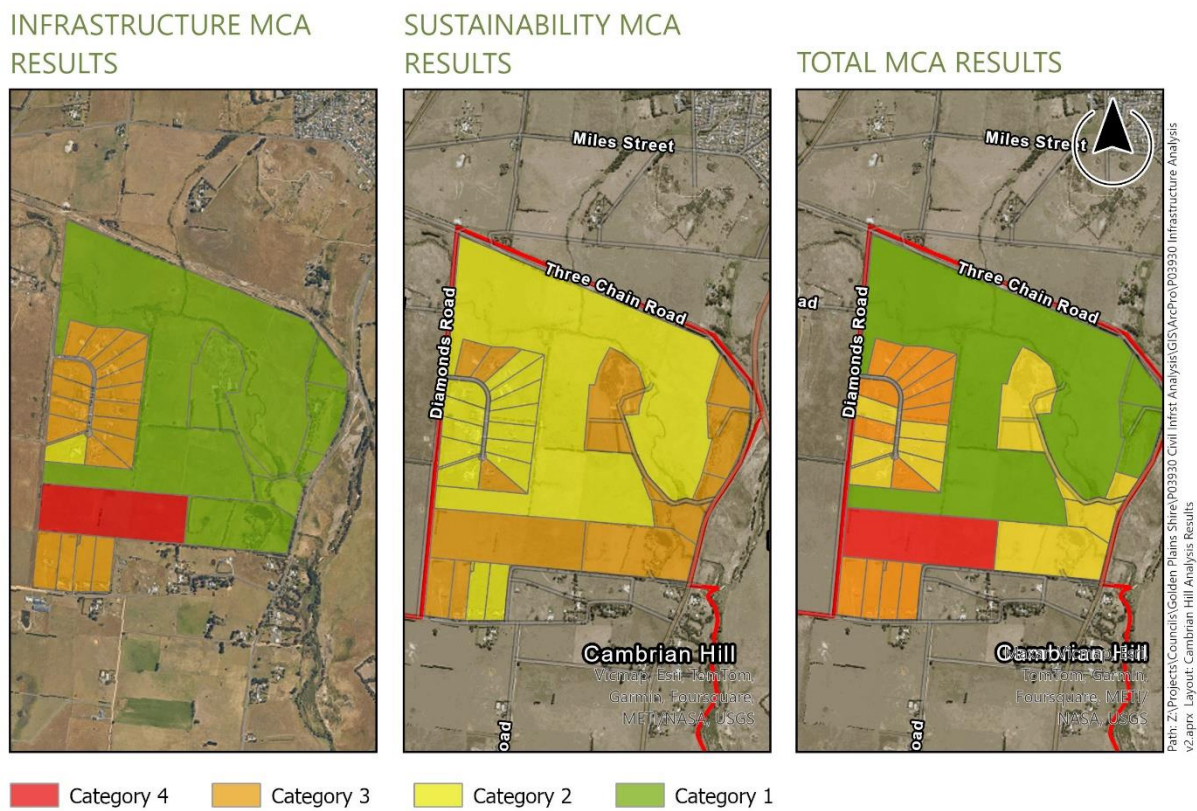 INFRASTRUCTURE MCA
RESULTS
SUSTAINABILITY MCA
RESULTS
TOTAL MCA RESULTS
Miles Street
Three Chain Road
Diamonds Road
Cambrian Hill
Vicmap, Esri, TomTom,
Garmin, Foursquare,
METI/NASA, USGS
oad
Miles Street
Three Chain Road
ad
Diamonds Road
Cambrian Hill
TomTom, Garmin,
Foursquare, METI/
NASA, USGS
oad
Path: Z:\Projects\Councils\Golden Plains Shire\P03930 Civil Infrst Analysis\GIS\ArcPro\P03930 Infrastructure Analysis
v2.aprx Layout: Cambrian Hill Analysis Results
Category 4
Category 3
Category 2
Category 1